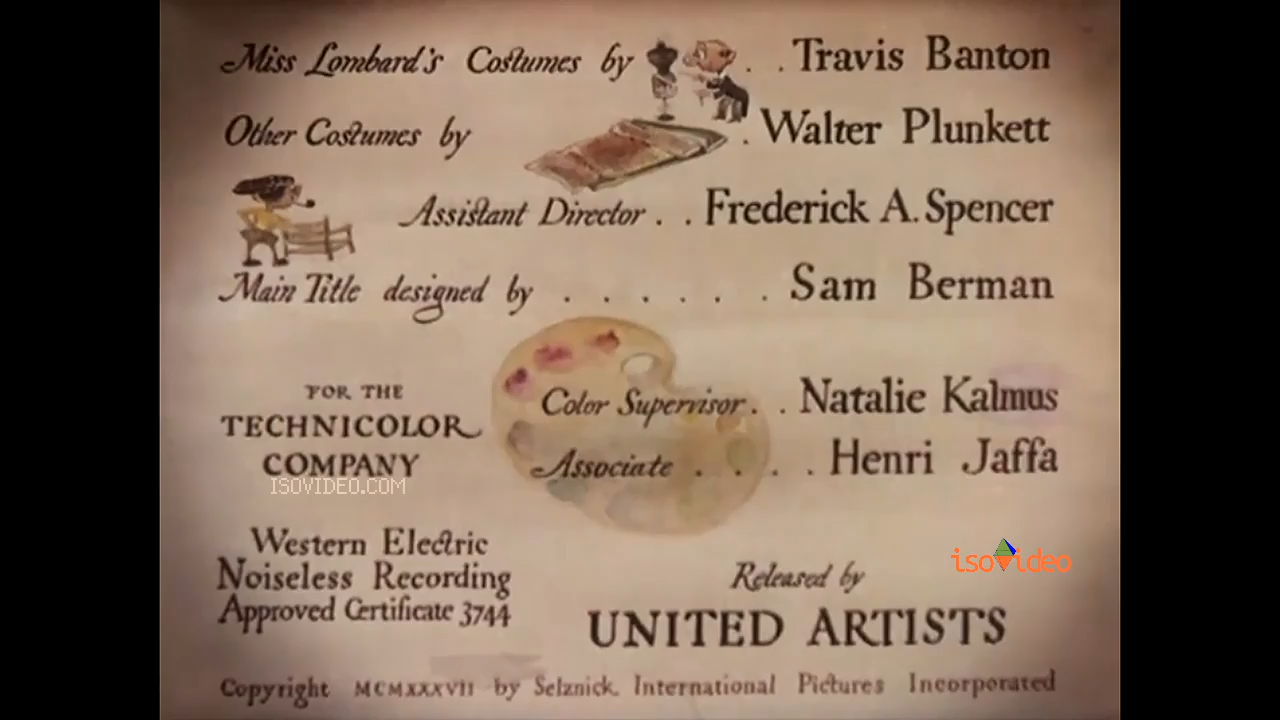 Miss Lombard's Costumes by . . Travis Banton
Other Costumes by . Walter Plunkett
Assistant Director . . Frederick A. Spencer
Main Title designed by . . . . . . Sam Berman
FOR THE
TECHNICOLOR
COMPANY
Color Supervisor . . Natalie Kalmus
Associate . . . . Henri Jaffa
ISOVIDEO.COM
Western Electric
Noiseless Recording
Approved Certificate 3744
isovideo
Released by
UNITED ARTISTS
Copyright MCMXXXVII by Selznick International Pictures Incorporated